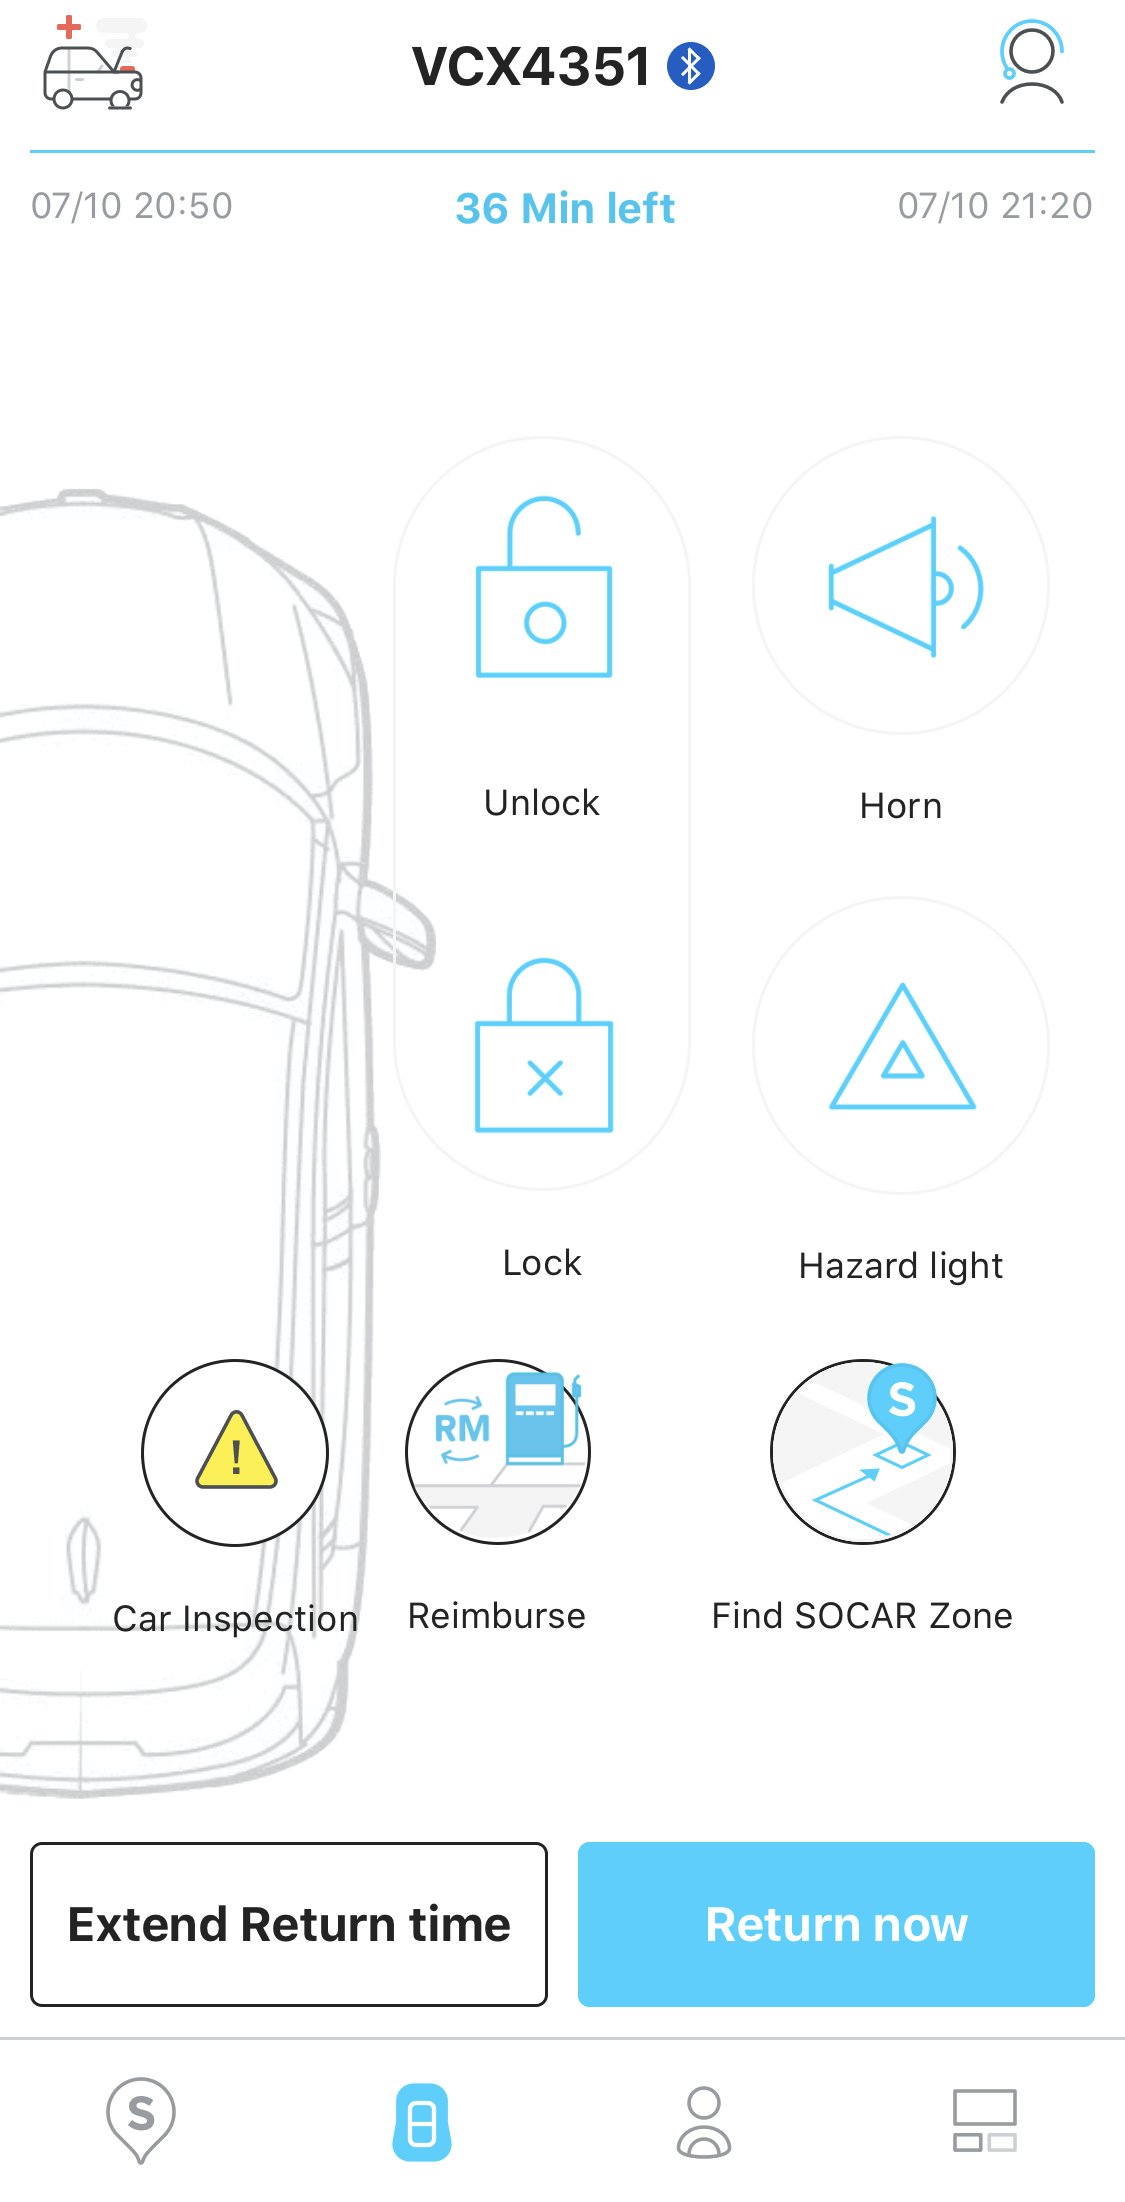 VCX4351
07/10 20:50
36 Min left
07/10 21:20
Unlock
Horn
Lock
Hazard light
!
RM
S
Car Inspection
Reimburse
Find SOCAR Zone
Extend Return time
Return now
S